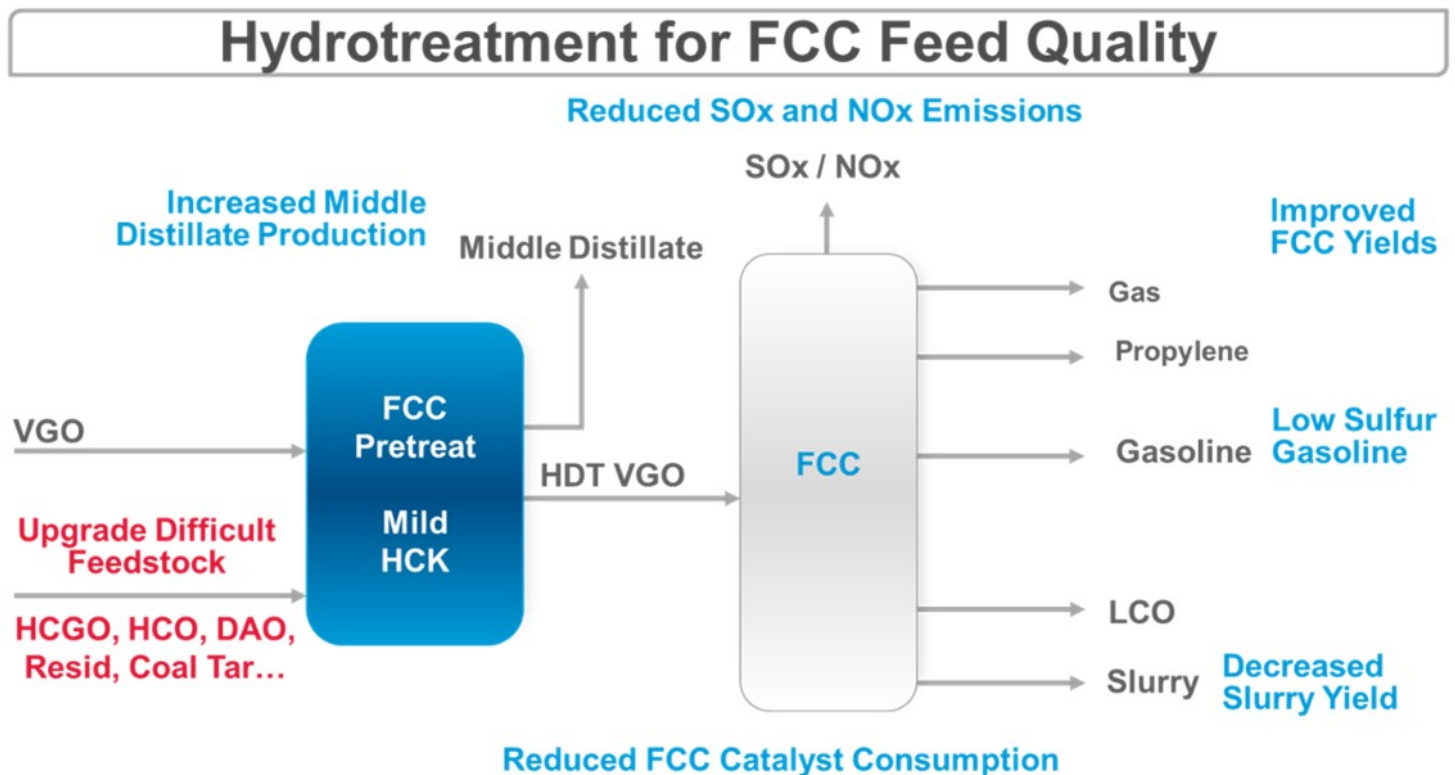 Hydrotreatment for FCC Feed Quality
Reduced SOx and NOx Emissions
SOx / NOx
Increased Middle
Distillate Production
Middle Distillate
Improved
FCC Yields
Gas
Propylene
FCC
Pretreat
Mild
HCK
VGO
HDT VGO
FCC
Gasoline
Low Sulfur
Gasoline
Upgrade Difficult
Feedstock
HCGO, HCO, DAO,
Resid, Coal Tar...
LCO
Slurry
Decreased
Slurry Yield
Reduced FCC Catalyst Consumption